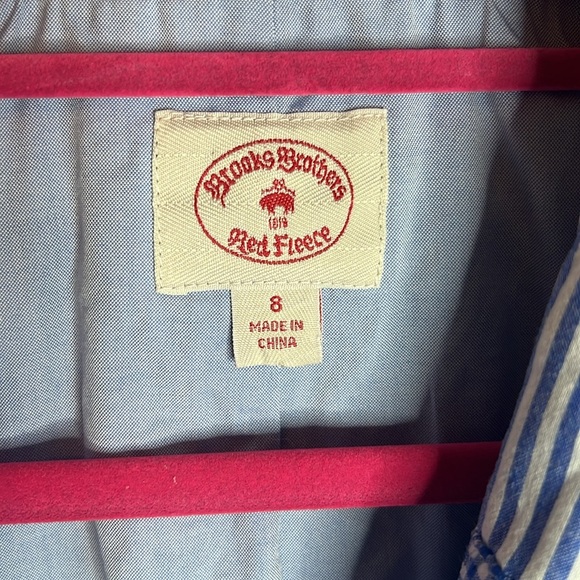 Brooks Brothers
1818
Red Fleece
8
MADE IN
CHINA